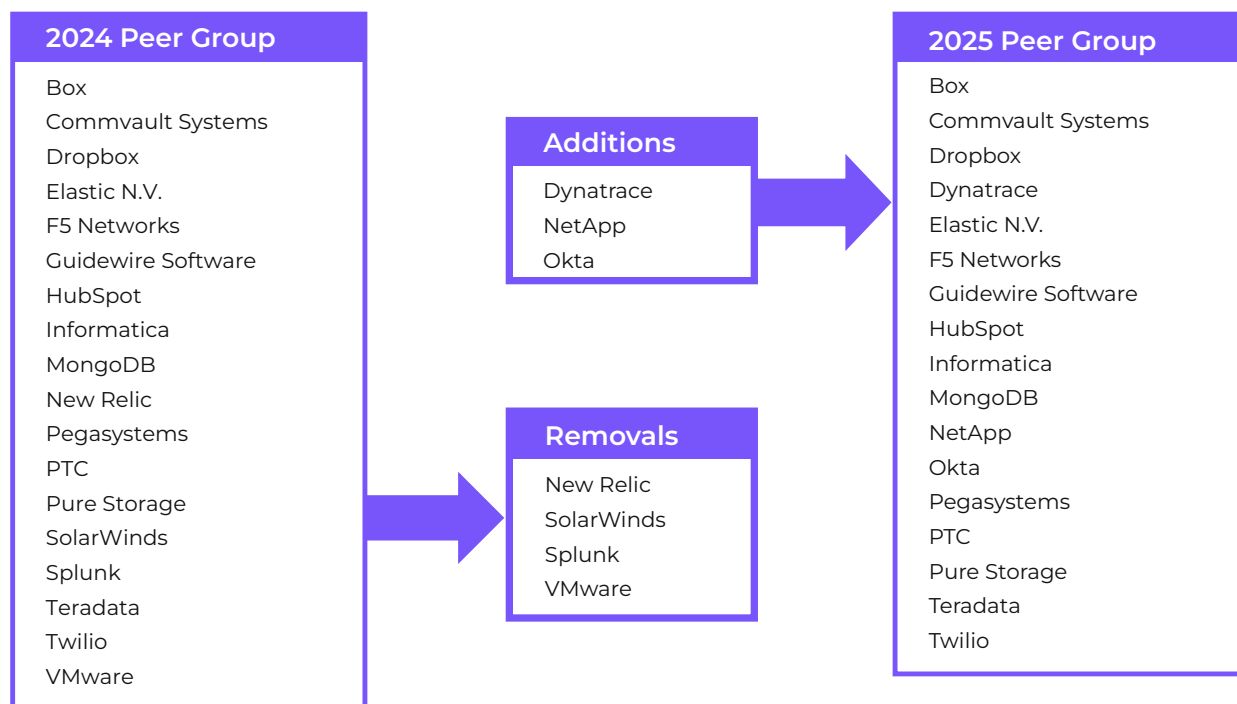 2024 Peer Group
Box
Commvault Systems
Dropbox
Elastic N.V.
F5 Networks
Guidewire Software
HubSpot
Informatica
MongoDB
New Relic
Pegasystems
PTC
Pure Storage
SolarWinds
Splunk
Teradata
Twilio
VMware
Additions
Dynatrace
NetApp
Okta
Removals
New Relic
SolarWinds
Splunk
VMware
2025 Peer Group
Box
Commvault Systems
Dropbox
Dynatrace
Elastic N.V.
F5 Networks
Guidewire Software
HubSpot
Informatica
MongoDB
NetApp
Okta
Pegasystems
PTC
Pure Storage
Teradata
Twilio